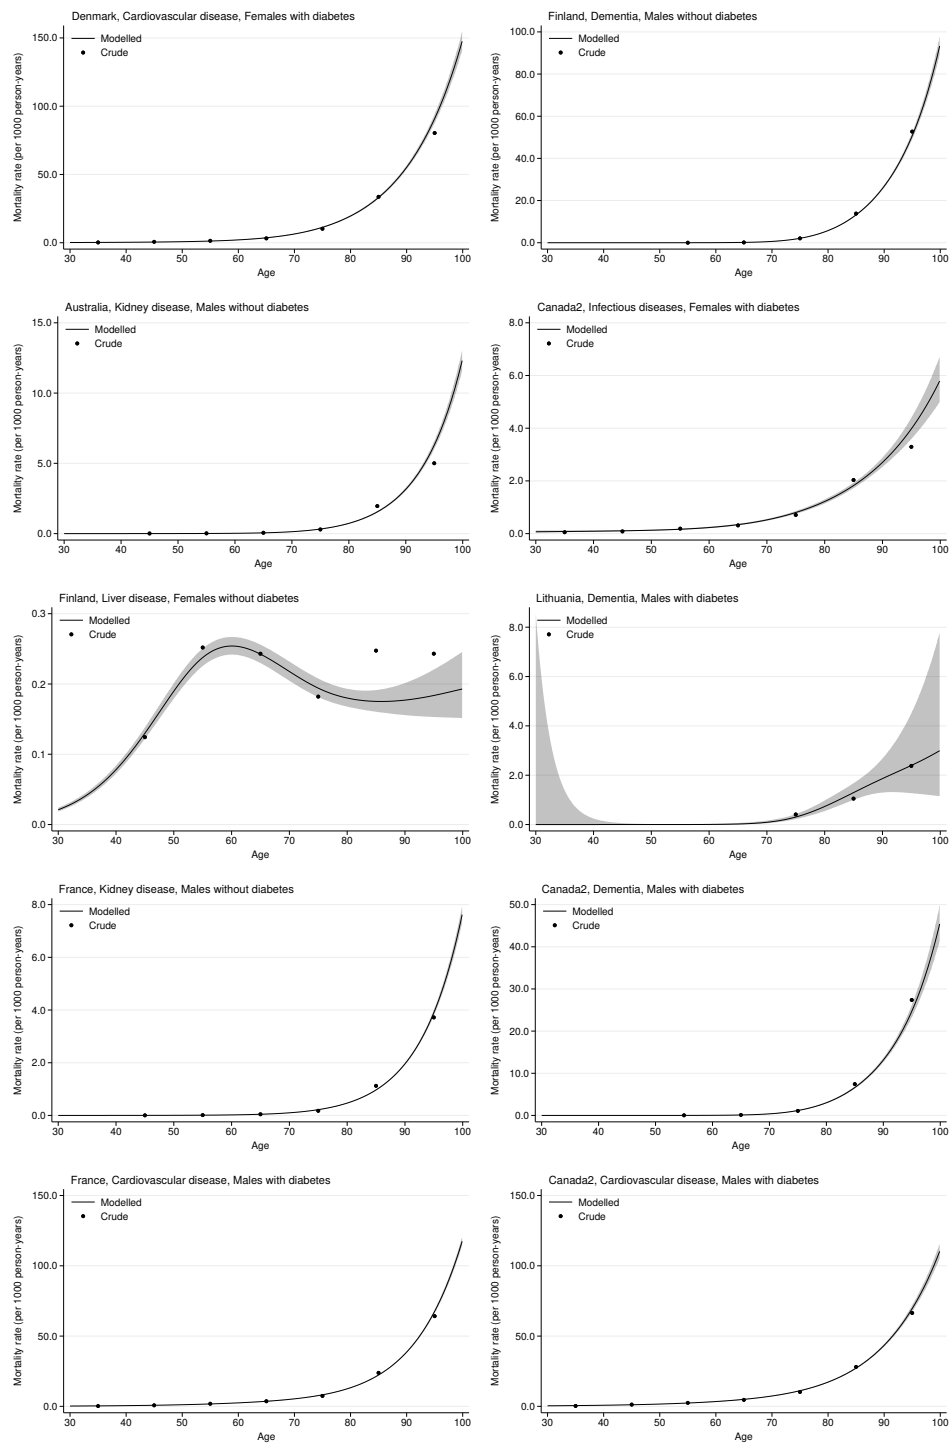 Denmark, Cardiovascular disease, Females with diabetes
Mortality rate (per 1000 person-years)
150.0
100.0
50.0
0.0
Modelled
Crude
30 40 50 60 70 80 90 100
Age
Finland, Dementia, Males without diabetes
Mortality rate (per 1000 person-years)
100.0
80.0
60.0
40.0
20.0
0.0
Modelled
Crude
30 40 50 60 70 80 90 100
Age
Australia, Kidney disease, Males without diabetes
Mortality rate (per 1000 person-years)
15.0
10.0
5.0
0.0
Modelled
Crude
30 40 50 60 70 80 90 100
Age
Canada2, Infectious diseases, Females with diabetes
Mortality rate (per 1000 person-years)
8.0
6.0
4.0
2.0
0.0
Modelled
Crude
30 40 50 60 70 80 90 100
Age
Finland, Liver disease, Females without diabetes
Mortality rate (per 1000 person-years)
0.3
0.2
0.1
0.0
Modelled
Crude
30 40 50 60 70 80 90 100
Age
Lithuania, Dementia, Males with diabetes
Mortality rate (per 1000 person-years)
8.0
6.0
4.0
2.0
0.0
Modelled
Crude
30 40 50 60 70 80 90 100
Age
France, Kidney disease, Males without diabetes
Mortality rate (per 1000 person-years)
8.0
6.0
4.0
2.0
0.0
Modelled
Crude
30 40 50 60 70 80 90 100
Age
Canada2, Dementia, Males with diabetes
Mortality rate (per 1000 person-years)
50.0
40.0
30.0
20.0
10.0
0.0
Modelled
Crude
30 40 50 60 70 80 90 100
Age
France, Cardiovascular disease, Males with diabetes
Mortality rate (per 1000 person-years)
150.0
100.0
50.0
0.0
Modelled
Crude
30 40 50 60 70 80 90 100
Age
Canada2, Cardiovascular disease, Males with diabetes
Mortality rate (per 1000 person-years)
150.0
100.0
50.0
0.0
Modelled
Crude
30 40 50 60 70 80 90 100
Age